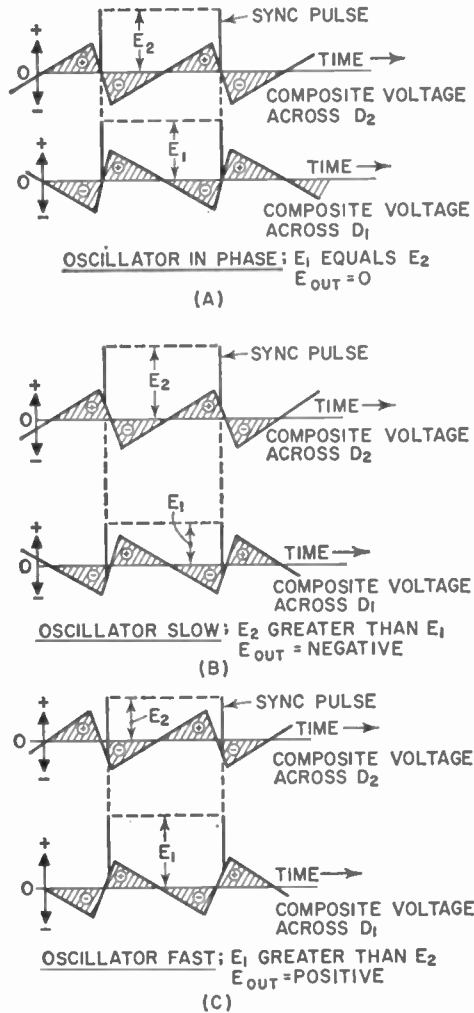 +
0
−
E2
SYNC PULSE
TIME
COMPOSITE VOLTAGE
ACROSS D2
+
0
−
E1
TIME
COMPOSITE VOLTAGE
ACROSS D1
OSCILLATOR IN PHASE; E1 EQUALS E2
EOUT = 0
(A)
+
0
−
E2
SYNC PULSE
TIME
COMPOSITE VOLTAGE
ACROSS D2
+
0
−
E1
TIME
COMPOSITE VOLTAGE
ACROSS D1
OSCILLATOR SLOW; E2 GREATER THAN E1
EOUT = NEGATIVE
(B)
+
0
−
E2
SYNC PULSE
TIME
COMPOSITE VOLTAGE
ACROSS D2
+
0
−
E1
TIME
COMPOSITE VOLTAGE
ACROSS D1
OSCILLATOR FAST; E1 GREATER THAN E2
EOUT = POSITIVE
(C)